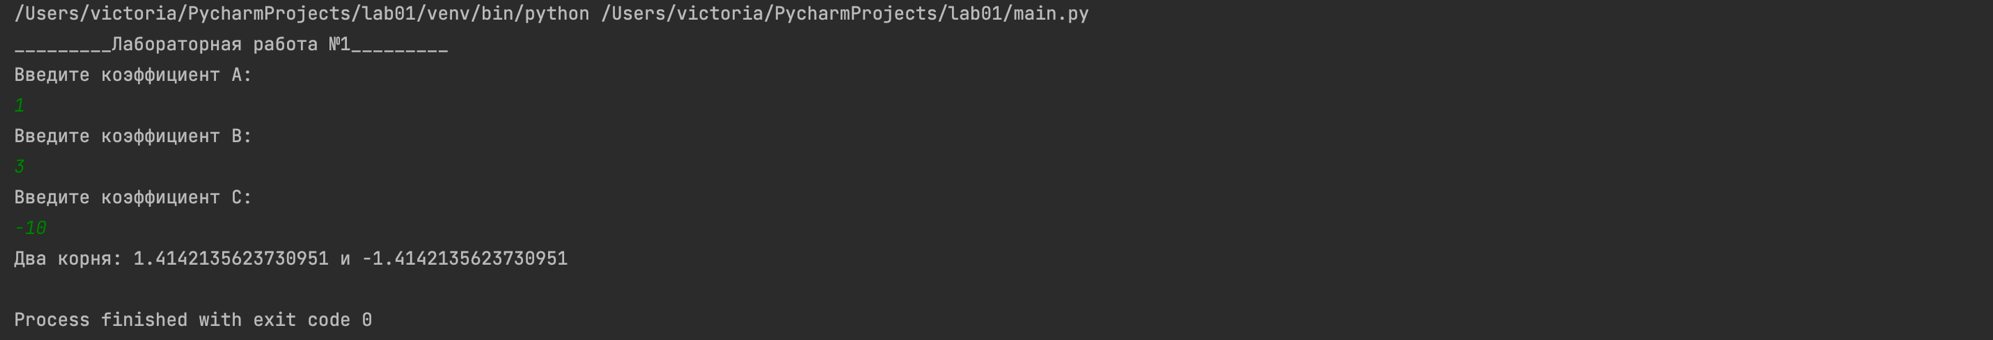 /Users/victoria/PycharmProjects/lab01/venv/bin/python /Users/victoria/PycharmProjects/lab01/main.py
_________Лабораторная работа №1_________
Введите коэффициент A:
1
Введите коэффициент B:
3
Введите коэффициент C:
-10
Два корня: 1.4142135623730951 и -1.4142135623730951
Process finished with exit code 0